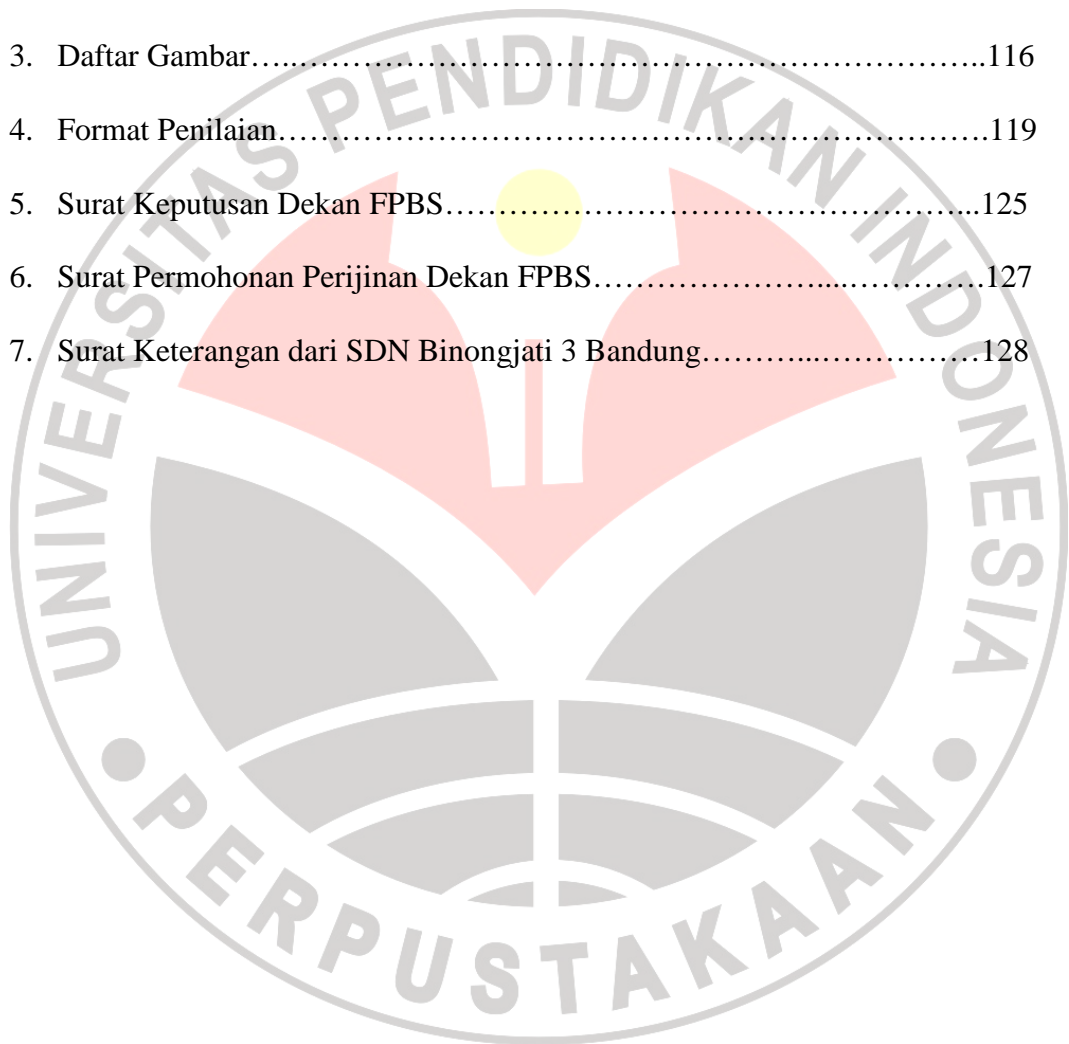 3. Daftar Gambar…..……………………………………………………………..116
4. Format Penilaian……………………………………………………………….119
5. Surat Keputusan Dekan FPBS……………………………………………..125
6. Surat Permohonan Perijinan Dekan FPBS…………………....………….127
7. Surat Keterangan dari SDN Binongjati 3 Bandung………...…………….128
UNIVERSITAS PENDIDIKAN INDONESIA
PERPUSTAKAAN